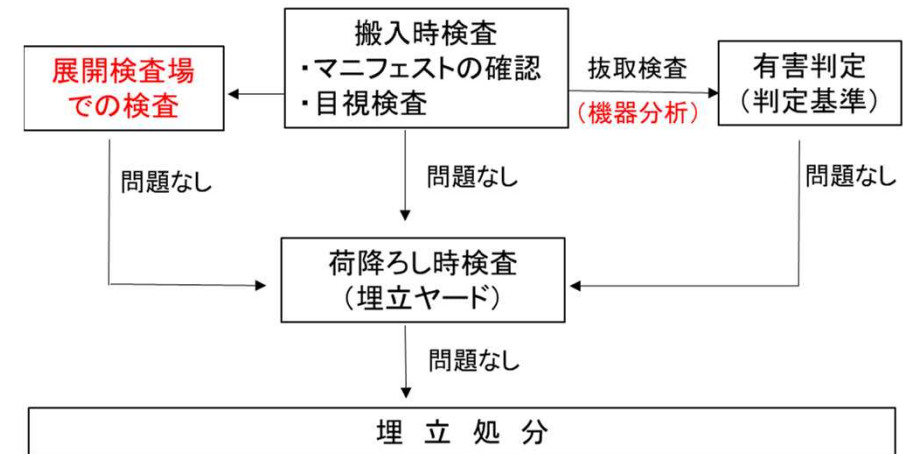 搬入時検査
・マニフェストの確認
・目視検査
展開検査場
での検査
抜取検査
(機器分析)
有害判定
(判定基準)
問題なし
問題なし
問題なし
荷降ろし時検査
(埋立ヤード)
問題なし
埋 立 処 分